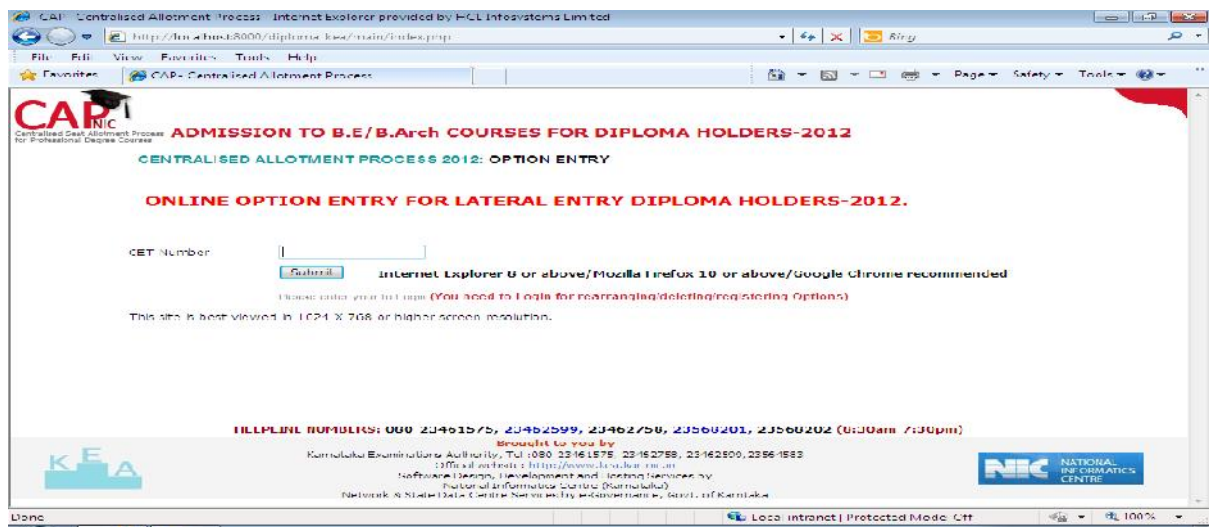 CAP - Centralised Allotment Process - Internet Explorer provided by HCL Infosystems Limited
http://localhost:8000/diploma_kea/main/index.php
Bing
File Edit View Favorites Tools Help
Favorites CAP- Centralised Allotment Process Page Safety Tools
CAP
NIC
Centralised Seat Allotment Process
for Professional Degree Courses
ADMISSION TO B.E/B.Arch COURSES FOR DIPLOMA HOLDERS-2012
CENTRALISED ALLOTMENT PROCESS 2012: OPTION ENTRY
ONLINE OPTION ENTRY FOR LATERAL ENTRY DIPLOMA HOLDERS-2012.
CET Number
Submit Internet Explorer 8 or above/Mozilla Firefox 10 or above/Google Chrome recommended
Please enter your to Login (You need to Login for rearranging/deleting/registering Options)
This site is best viewed in 1024 X 768 or higher screen resolution.
HELPLINE NUMBERS: 080 23461575, 23462599, 23462758, 23568201, 23568202 (8:30am 7:30pm)
Brought to you by
Karnataka Examinations Authority, Tel :080 23461575, 23462758, 23462599, 23564583
Official website : http://www.kea.kar.nic.in
Software Design, Development and Hosting Services by
National Informatics Centre (Karnataka)
Network & State Data Centre Services by e-Governance, Govt. of Karntaka
KEA
NIC NATIONAL
INFORMATICS
CENTRE
Done Local intranet | Protected Mode: Off 100%